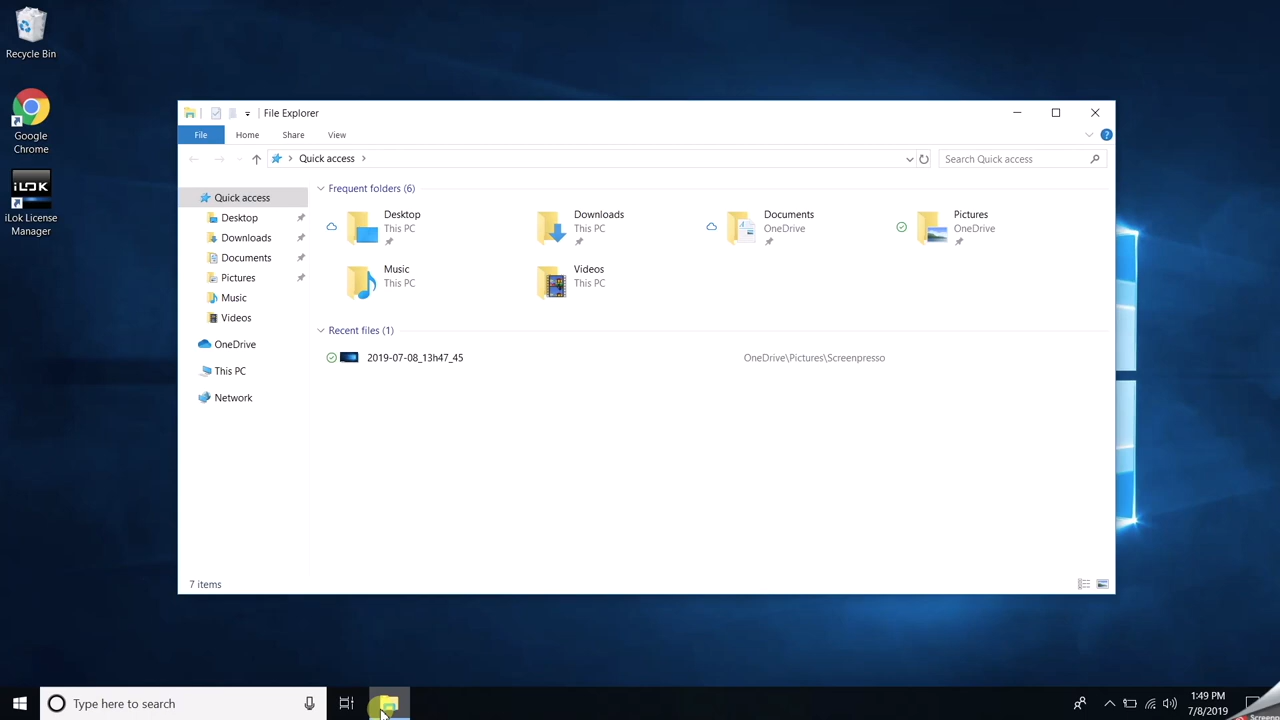 Recycle Bin
Google
Chrome
iLOK
iLok License
Manager
File Explorer
File
Home
Share
View
Quick access
Search Quick access
Quick access
Desktop
Downloads
Documents
Pictures
Music
Videos
OneDrive
This PC
Network
Frequent folders (6)
Desktop
This PC
Downloads
This PC
Documents
OneDrive
Pictures
OneDrive
Music
This PC
Videos
This PC
Recent files (1)
2019-07-08_13h47_45
OneDrive\Pictures\Screenpresso
7 items
Type here to search
1:49 PM
7/8/2019